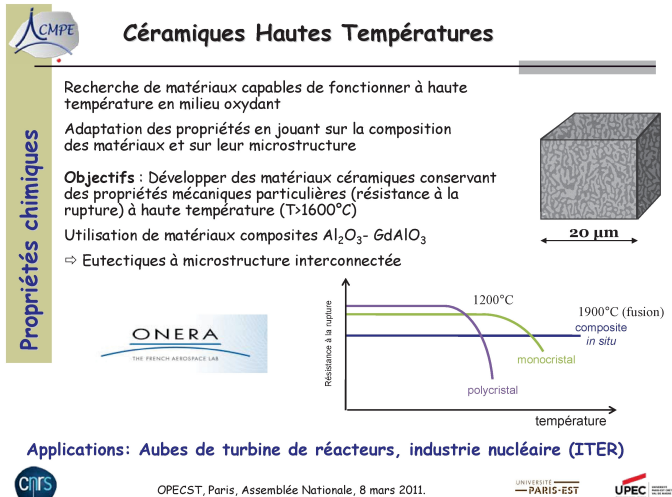 CMPE
Céramiques Hautes Températures
Propriétés chimiques
Recherche de matériaux capables de fonctionner à haute
température en milieu oxydant
Adaptation des propriétés en jouant sur la composition
des matériaux et sur leur microstructure
Objectifs : Développer des matériaux céramiques conservant
des propriétés mécaniques particulières (résistance à la
rupture) à haute température (T>1600°C)
Utilisation de matériaux composites Al₂O₃- GdAlO₃
⇨ Eutectiques à microstructure interconnectée
20 µm
ONERA
THE FRENCH AEROSPACE LAB
Résistance à la rupture
1200°C
1900°C (fusion)
composite
in situ
monocristal
polycristal
température
Applications: Aubes de turbine de réacteurs, industrie nucléaire (ITER)
cnrs
OPECST, Paris, Assemblée Nationale, 8 mars 2011.
UNIVERSITÉ
PARIS-EST
UPEC